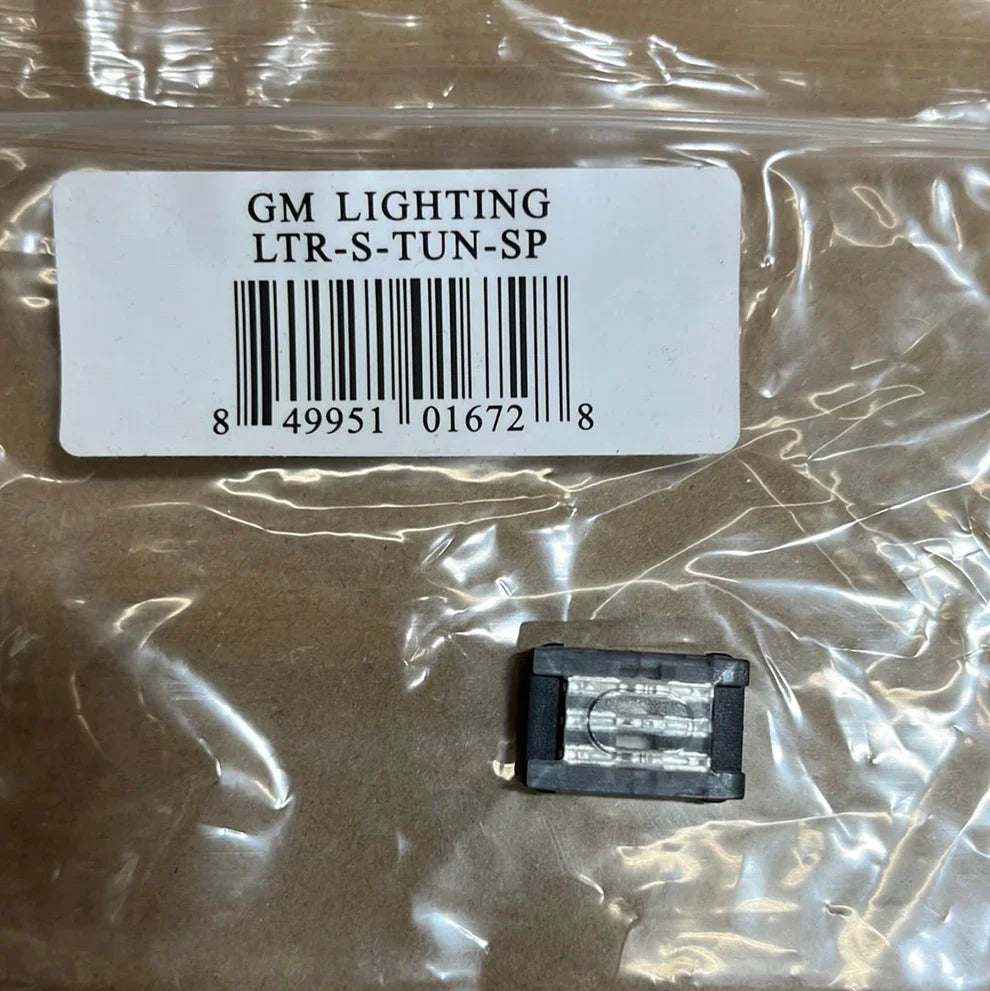 GM LIGHTING
LTR-S-TUN-SP
8 49951 01672 8